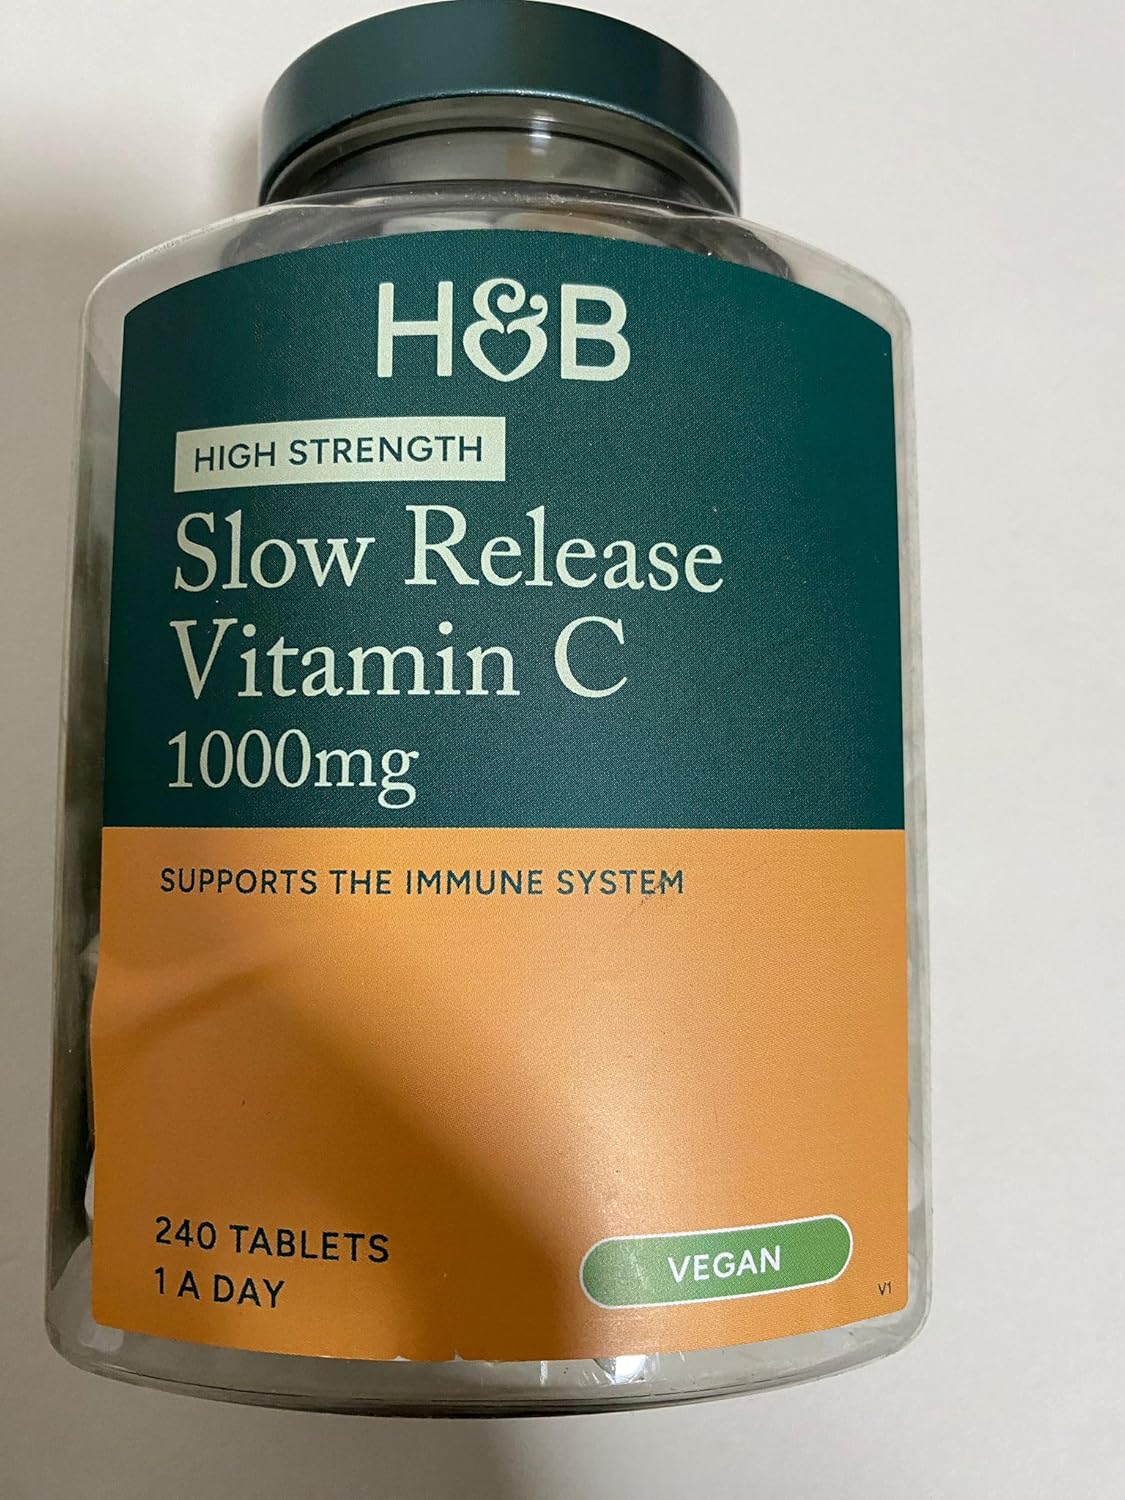 H&B
HIGH STRENGTH
Slow Release
Vitamin C
1000mg
SUPPORTS THE IMMUNE SYSTEM
240 TABLETS
1 A DAY
VEGAN
V1